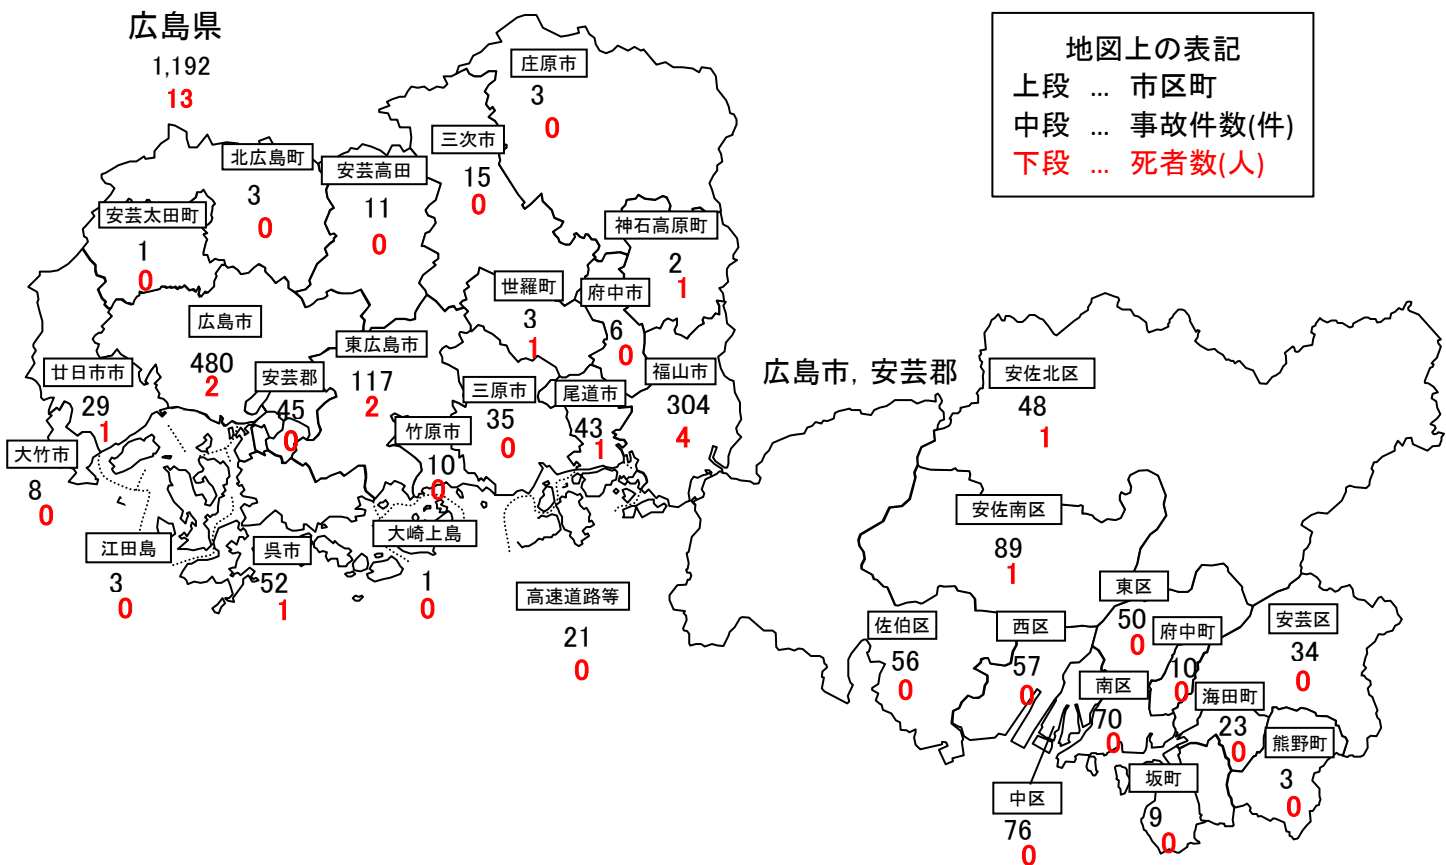 広島県
1,192
13
地図上の表記
上段 … 市区町
中段 … 事故件数(件)
下段 … 死者数(人)
庄原市
3
0
三次市
15
0
北広島町
3
0
安芸高田
11
0
安芸太田町
1
0
神石高原町
2
1
世羅町
3
1
府中市
6
0
広島市
480
2
東広島市
117
2
安芸郡
45
0
廿日市市
29
1
三原市
35
0
尾道市
43
1
福山市
304
4
竹原市
10
0
大竹市
8
0
江田島
3
0
呉市
52
1
大崎上島
1
0
高速道路等
21
0
広島市, 安芸郡
安佐北区
48
1
安佐南区
89
1
東区
50
0
佐伯区
56
0
西区
57
0
府中町
10
0
安芸区
34
0
南区
70
0
海田町
23
0
熊野町
3
0
坂町
9
0
中区
76
0